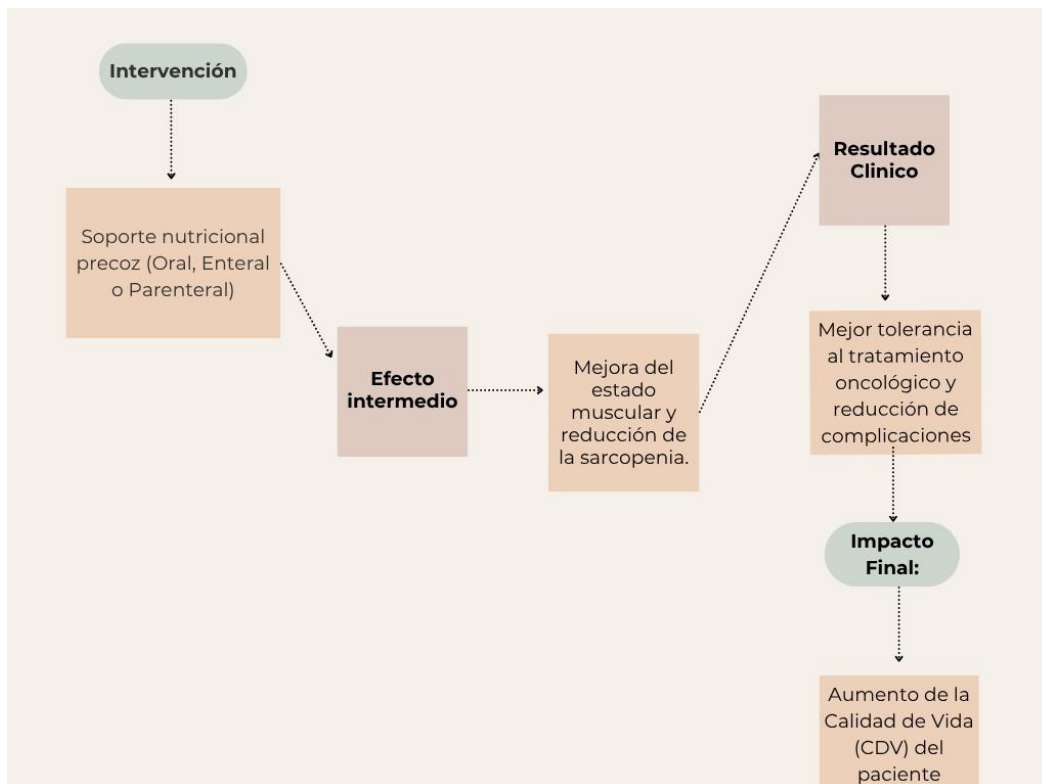 Intervención
Soporte nutricional
precoz (Oral, Enteral
o Parenteral)
Efecto
intermedio
Mejora del
estado
muscular y
reducción de
la sarcopenia.
Resultado
Clinico
Mejor tolerancia
al tratamiento
oncológico y
reducción de
complicaciones
Impacto
Final:
Aumento de la
Calidad de Vida
(CDV) del
paciente